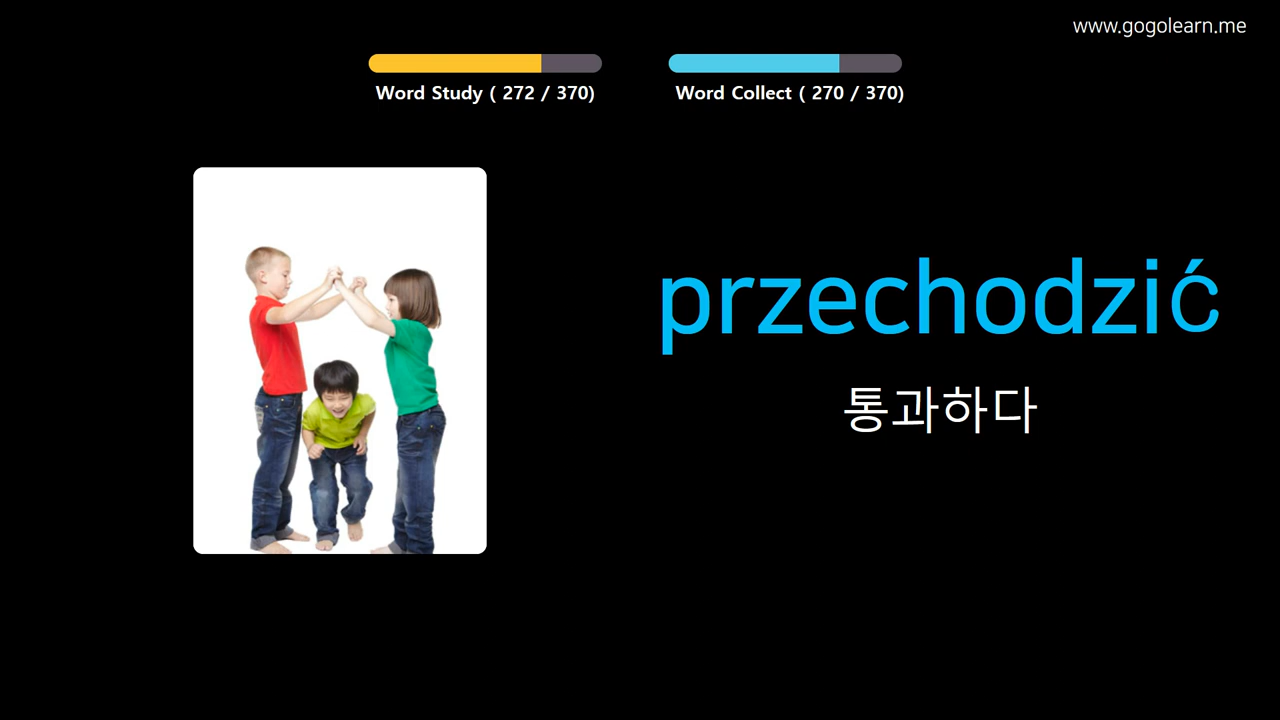 www.gogolearn.me
Word Study ( 272 / 370)
Word Collect ( 270 / 370)
przechodzić
통과하다